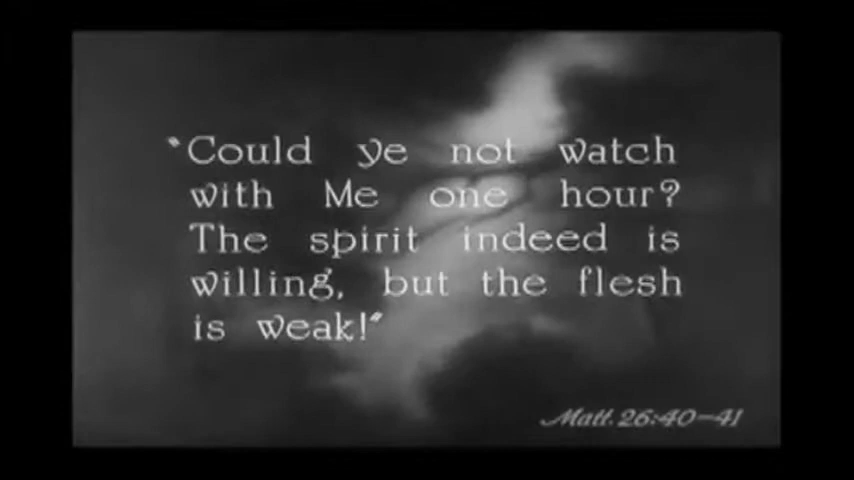 "Could ye not watch
with Me one hour?
The spirit indeed is
willing, but the flesh
is weak!"
Matt. 26:40-41